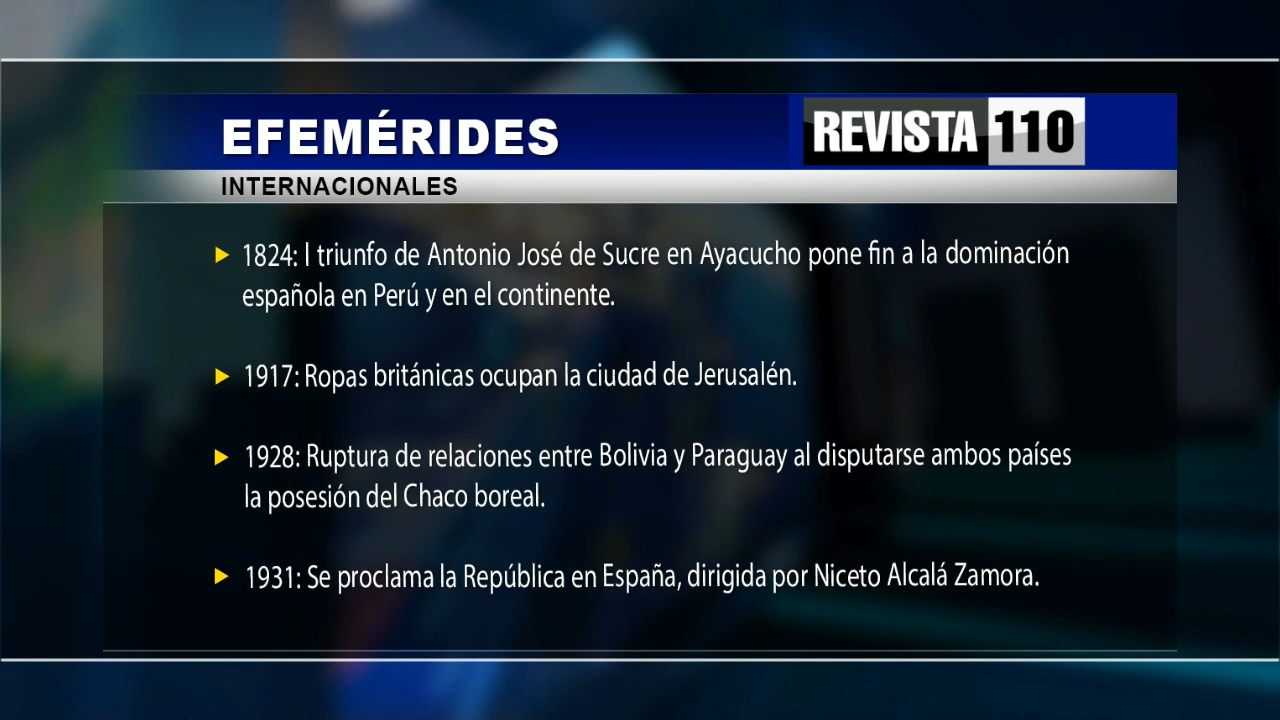 EFEMÉRIDES
REVISTA 110
INTERNACIONALES
1824: l triunfo de Antonio José de Sucre en Ayacucho pone fin a la dominación
española en Perú y en el continente.
1917: Ropas británicas ocupan la ciudad de Jerusalén.
1928: Ruptura de relaciones entre Bolivia y Paraguay al disputarse ambos países
la posesión del Chaco boreal.
1931: Se proclama la República en España, dirigida por Niceto Alcalá Zamora.